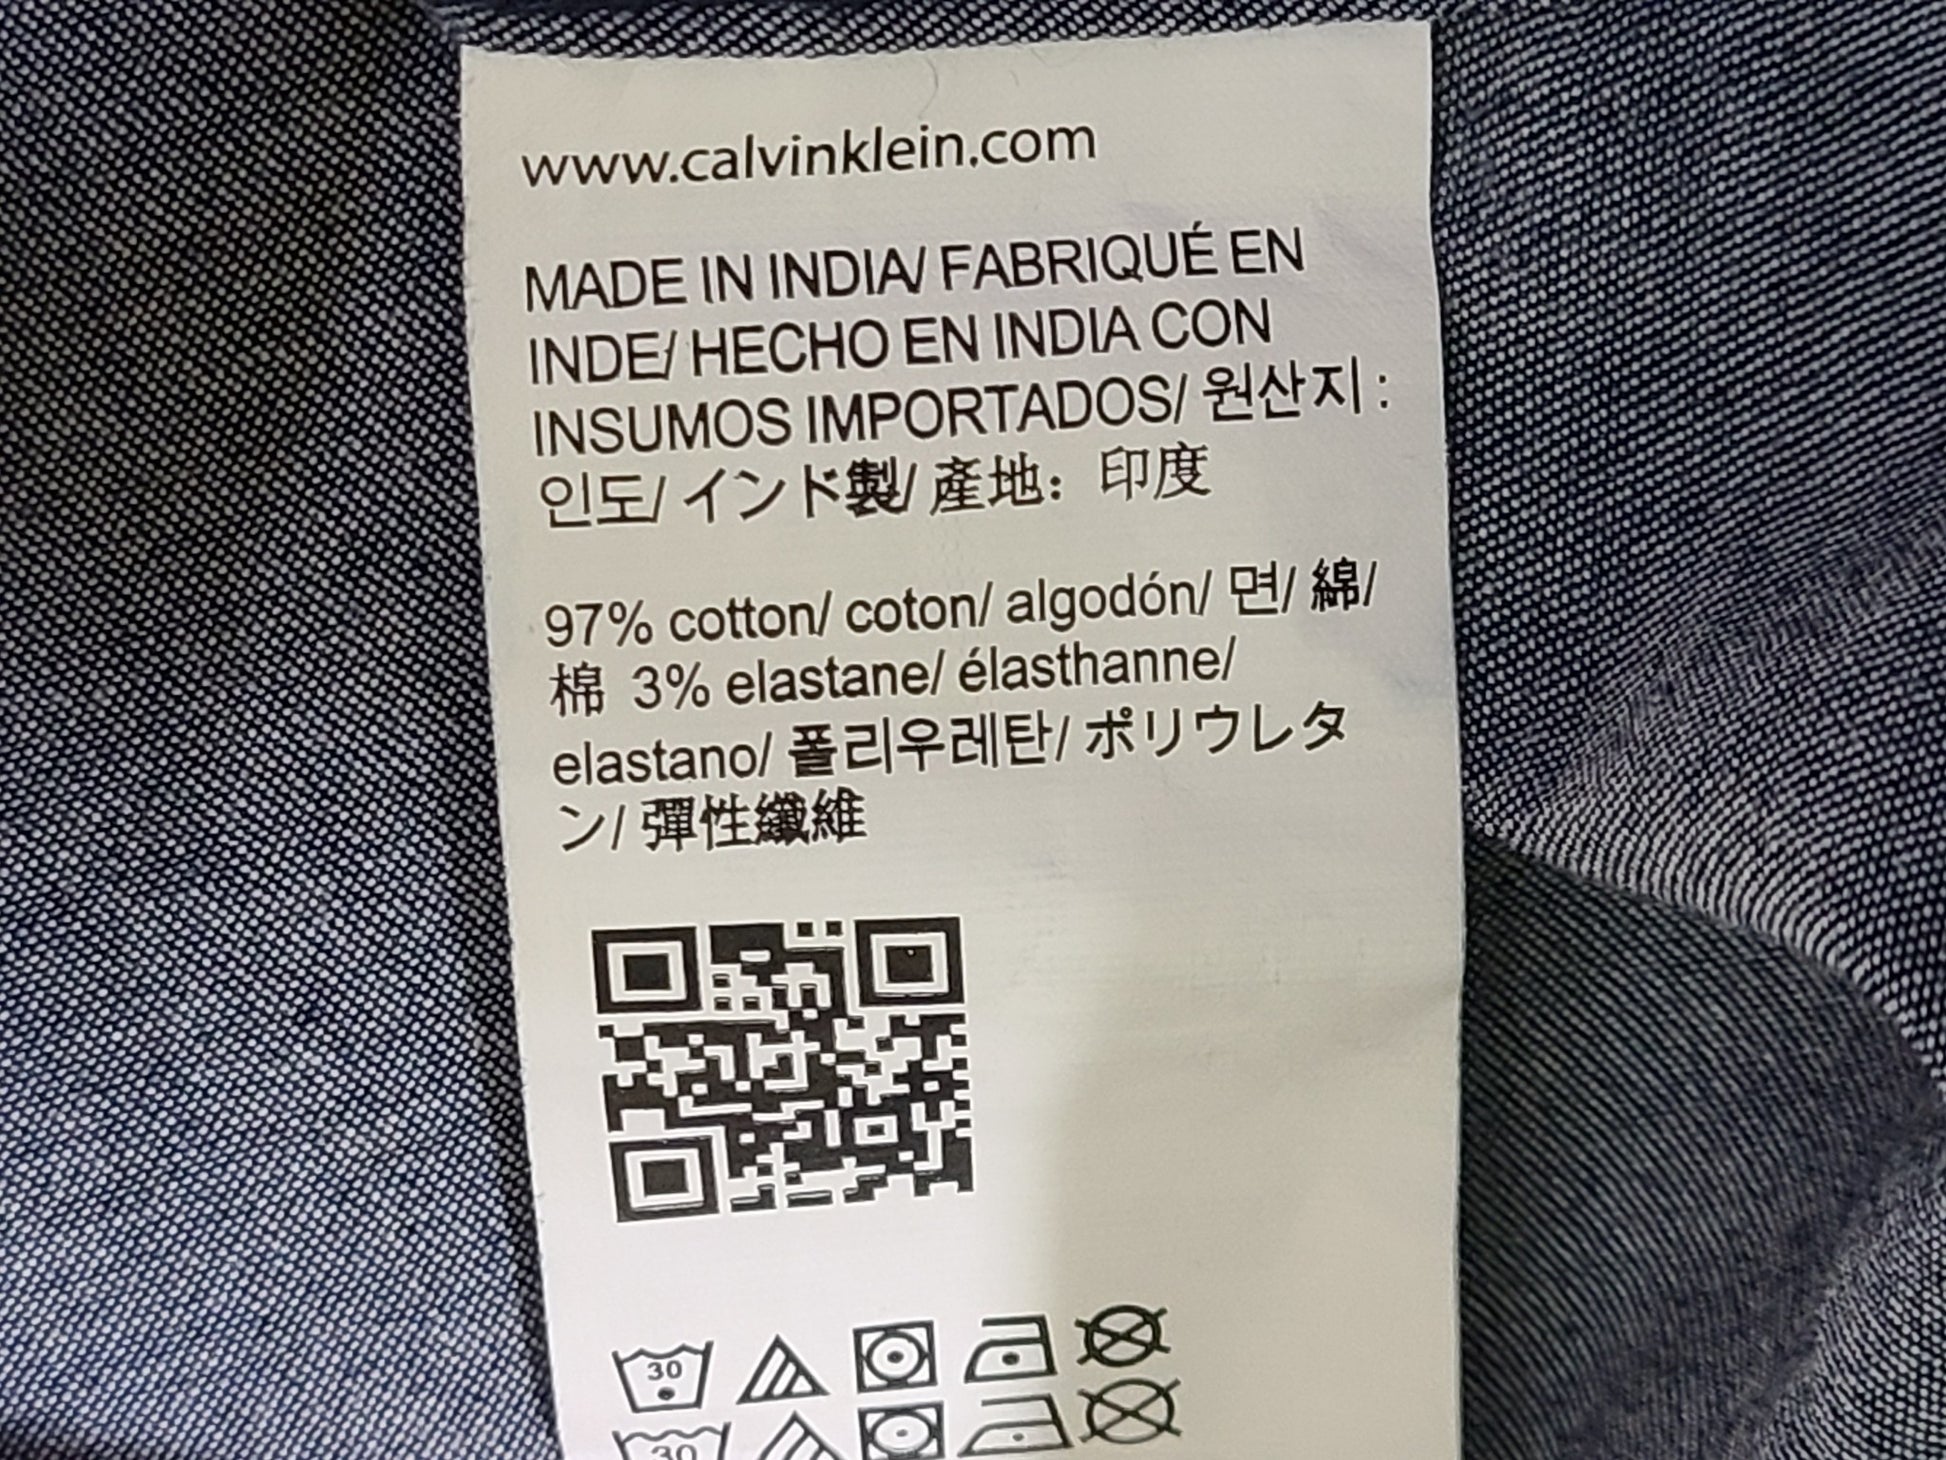 www.calvinklein.com
MADE IN INDIA/ FABRIQUÉ EN
INDE/ HECHO EN INDIA CON
INSUMOS IMPORTADOS/ 원산지 :
인도/ インド製/ 產地：印度
97% cotton/ coton/ algodón/ 면/ 綿/
棉 3% elastane/ élasthanne/
elastano/ 폴리우레탄/ ポリウレタ
ン/ 彈性纖維
30
30